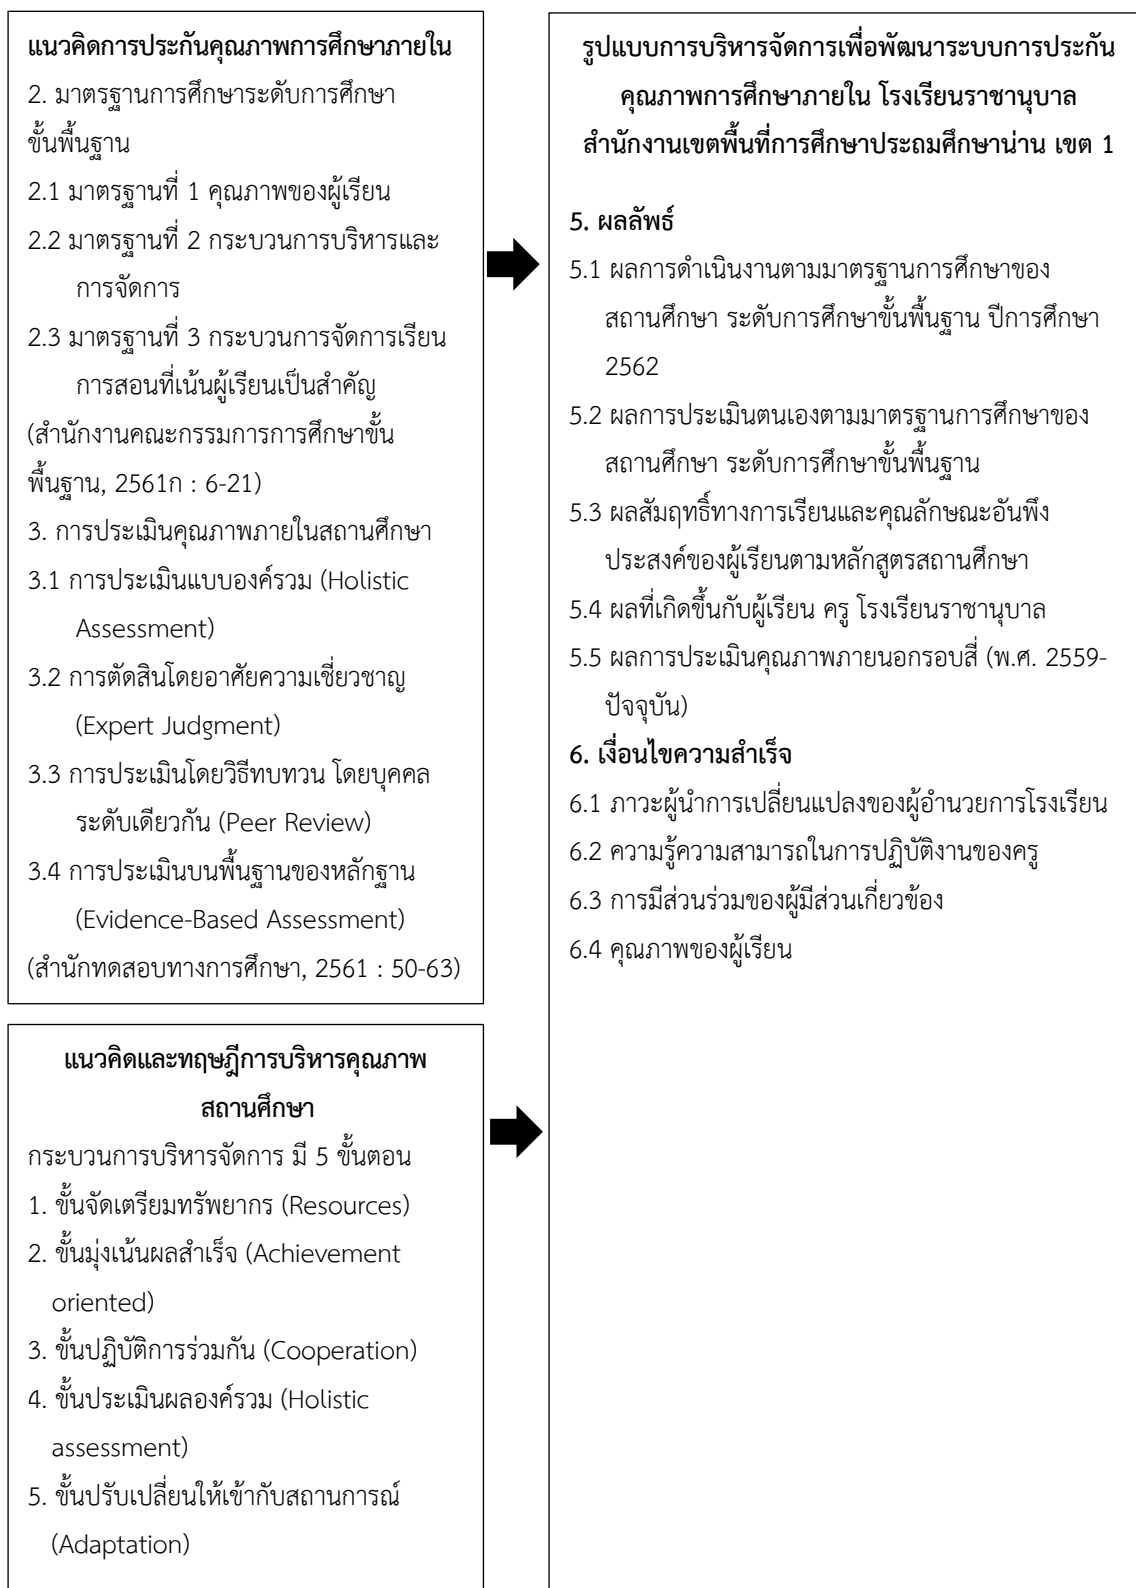 แนวคิดการประกันคุณภาพการศึกษาภายใน
2. มาตรฐานการศึกษาระดับการศึกษา
ขั้นพื้นฐาน
2.1 มาตรฐานที่ 1 คุณภาพของผู้เรียน
2.2 มาตรฐานที่ 2 กระบวนการบริหารและ
การจัดการ
2.3 มาตรฐานที่ 3 กระบวนการจัดการเรียน
การสอนที่เน้นผู้เรียนเป็นสำคัญ
(สำนักงานคณะกรรมการการศึกษาขั้น
พื้นฐาน, 2561ก : 6-21)
3. การประเมินคุณภาพภายในสถานศึกษา
3.1 การประเมินแบบองค์รวม (Holistic
Assessment)
3.2 การตัดสินโดยอาศัยความเชี่ยวชาญ
(Expert Judgment)
3.3 การประเมินโดยวิธีทบทวน โดยบุคคล
ระดับเดียวกัน (Peer Review)
3.4 การประเมินบนพื้นฐานของหลักฐาน
(Evidence-Based Assessment)
(สำนักทดสอบทางการศึกษา, 2561 : 50-63)
แนวคิดและทฤษฎีการบริหารคุณภาพ
สถานศึกษา
กระบวนการบริหารจัดการ มี 5 ขั้นตอน
1. ขั้นจัดเตรียมทรัพยากร (Resources)
2. ขั้นมุ่งเน้นผลสำเร็จ (Achievement
oriented)
3. ขั้นปฏิบัติการร่วมกัน (Cooperation)
4. ขั้นประเมินผลองค์รวม (Holistic
assessment)
5. ขั้นปรับเปลี่ยนให้เข้ากับสถานการณ์
(Adaptation)
รูปแบบการบริหารจัดการเพื่อพัฒนาระบบการประกัน
คุณภาพการศึกษาภายใน โรงเรียนราชานุบาล
สำนักงานเขตพื้นที่การศึกษาประถมศึกษาน่าน เขต 1
5. ผลลัพธ์
5.1 ผลการดำเนินงานตามมาตรฐานการศึกษาของ
สถานศึกษา ระดับการศึกษาขั้นพื้นฐาน ปีการศึกษา
2562
5.2 ผลการประเมินตนเองตามมาตรฐานการศึกษาของ
สถานศึกษา ระดับการศึกษาขั้นพื้นฐาน
5.3 ผลสัมฤทธิ์ทางการเรียนและคุณลักษณะอันพึง
ประสงค์ของผู้เรียนตามหลักสูตรสถานศึกษา
5.4 ผลที่เกิดขึ้นกับผู้เรียน ครู โรงเรียนราชานุบาล
5.5 ผลการประเมินคุณภาพภายนอกรอบสี่ (พ.ศ. 2559-
ปัจจุบัน)
6. เงื่อนไขความสำเร็จ
6.1 ภาวะผู้นำการเปลี่ยนแปลงของผู้อำนวยการโรงเรียน
6.2 ความรู้ความสามารถในการปฏิบัติงานของครู
6.3 การมีส่วนร่วมของผู้มีส่วนเกี่ยวข้อง
6.4 คุณภาพของผู้เรียน